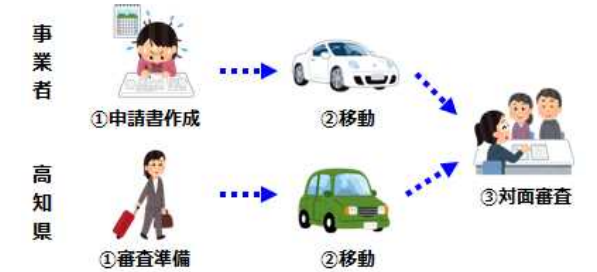 事業者
①申請書作成
②移動
高知県
①審査準備
②移動
③対面審査